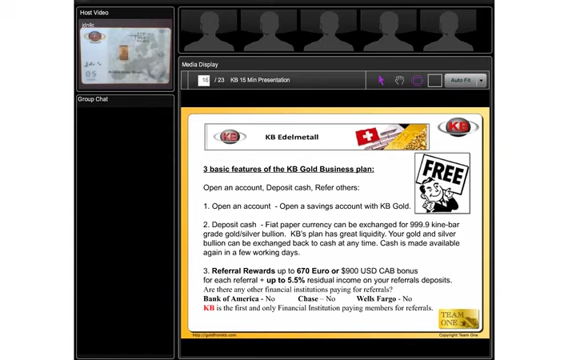 Host Video
Group Chat
Media Display
16 / 23 KB 15 Min Presentation
Auto Fit
KB
KB Edelmetall
KB
3 basic features of the KB Gold Business plan:
FREE
Open an account, Deposit cash, Refer others:
1. Open an account - Open a savings account with KB Gold.
2. Deposit cash - Fiat paper currency can be exchanged for 999.9 kine-bar
grade gold/silver bullion. KB's plan has great liquidity. Your gold and silver
bullion can be exchanged back to cash at any time. Cash is made available
again in a few working days.
3. Referral Rewards up to 670 Euro or $900 USD CAB bonus
for each referral + up to 5.5% residual income on your referrals deposits.
Are there any other financial institutions paying for referrals?
Bank of America - No Chase – No Wells Fargo - No
KB is the first and only Financial Institution paying members for referrals.
TEAM
ONE
Copyright Team One.